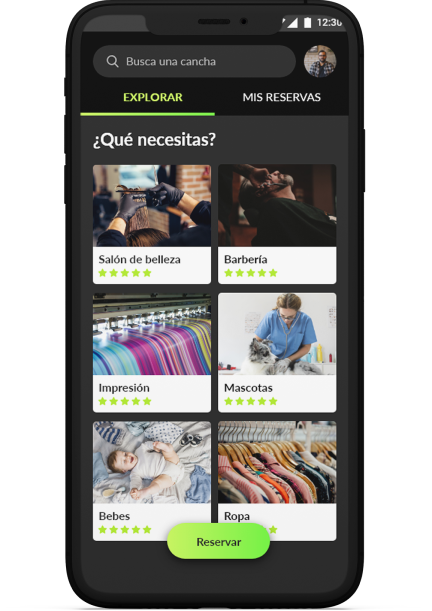 12:30
Busca una cancha
EXPLORAR
MIS RESERVAS
¿Qué necesitas?
Salón de belleza
Barbería
Impresión
Mascotas
Bebes
Ropa
Reservar